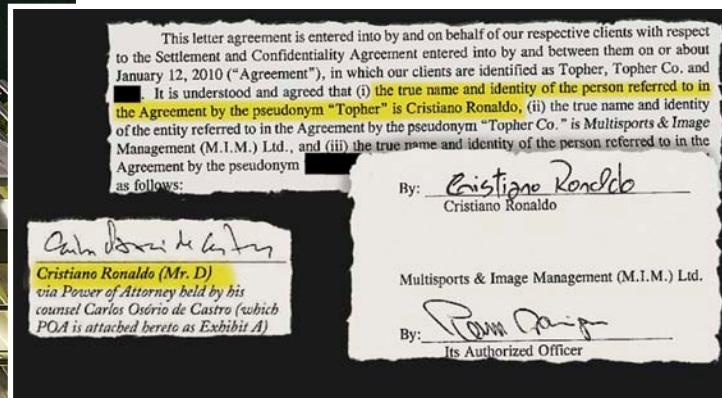 This letter agreement is entered into by and on behalf of our respective clients with respect
to the Settlement and Confidentiality Agreement entered into by and between them on or about
January 12, 2010 ("Agreement"), in which our clients are identified as Topher, Topher Co. and
. It is understood and agreed that (i) the true name and identity of the person referred to in
the Agreement by the pseudonym "Topher" is Cristiano Ronaldo, (ii) the true name and identity
of the entity referred to in the Agreement by the pseudonym "Topher Co." is Multisports & Image
Management (M.I.M.) Ltd., and (iii) the true name and identity of the person referred to in the
Agreement by the pseudonym
as follows:
By: Cristiano Ronaldo
Cristiano Ronaldo
Multisports & Image Management (M.I.M.) Ltd.
By:
Its Authorized Officer
Cristiano Ronaldo (Mr. D)
via Power of Attorney held by his
counsel Carlos Osório de Castro (which
POA is attached hereto as Exhibit A)